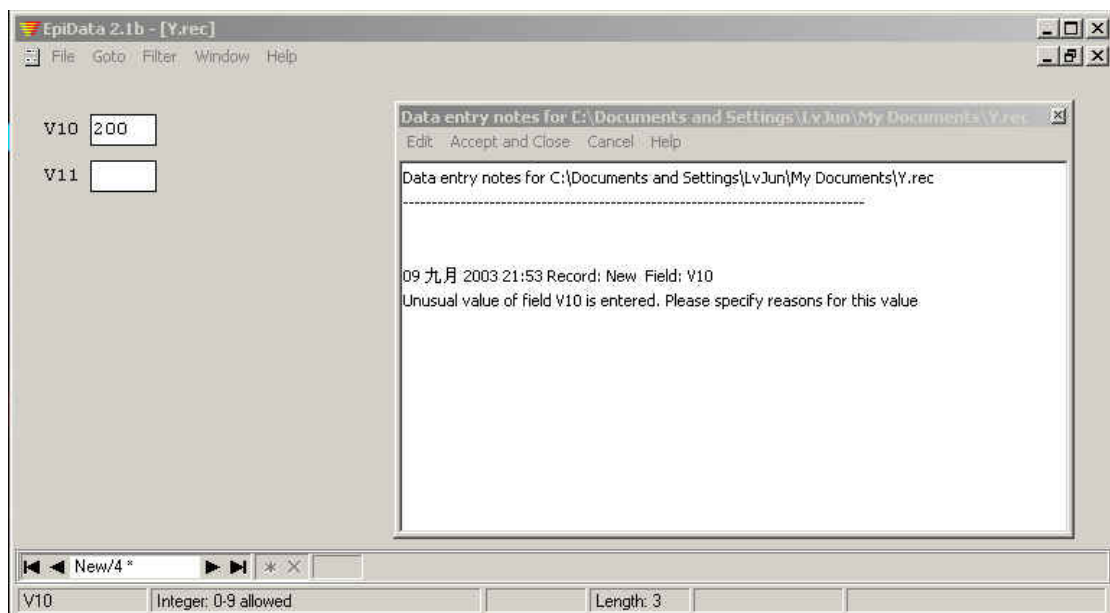 EpiData 2.1b - [Y.rec]
File Goto Filter Window Help
V10 200
V11
Data entry notes for C:\Documents and Settings\LvJun\My Documents\Y.rec
Edit Accept and Close Cancel Help
Data entry notes for C:\Documents and Settings\LvJun\My Documents\Y.rec
--------------------------------------------------------------------------------
09 九月 2003 21:53 Record: New Field: V10
Unusual value of field V10 is entered. Please specify reasons for this value
New/4 *
V10 Integer: 0-9 allowed Length: 3